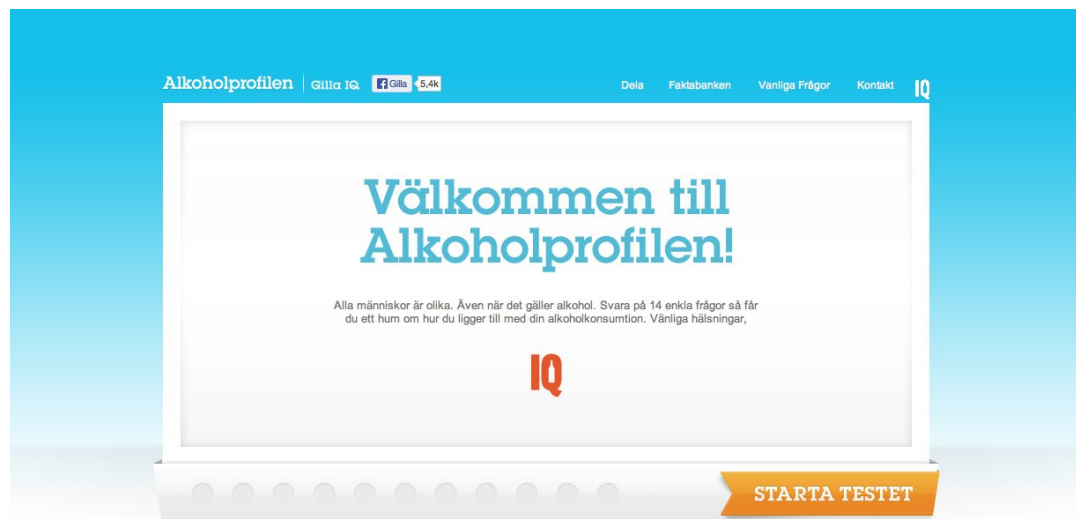 Alkoholprofilen Gilla IQ Gilla 5,4k Dela Faktabanken Vanliga Frågor Kontakt IQ
Välkommen till
Alkoholprofilen!
Alla människor är olika. Även när det gäller alkohol. Svara på 14 enkla frågor så får
du ett hum om hur du ligger till med din alkoholkonsumtion. Vänliga hälsningar,
IQ
STARTA TESTET